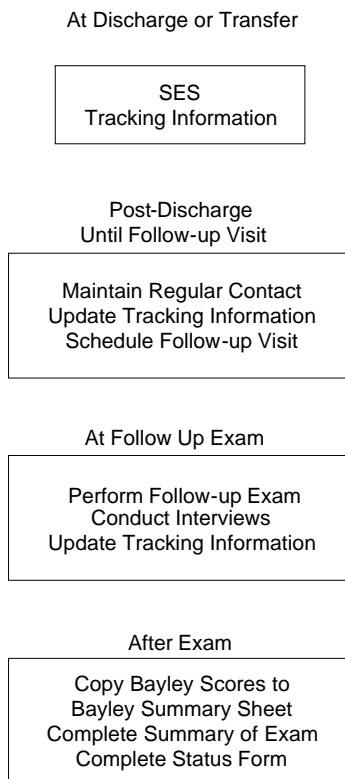 At Discharge or Transfer
SES
Tracking Information
Post-Discharge
Until Follow-up Visit
Maintain Regular Contact
Update Tracking Information
Schedule Follow-up Visit
At Follow Up Exam
Perform Follow-up Exam
Conduct Interviews
Update Tracking Information
After Exam
Copy Bayley Scores to
Bayley Summary Sheet
Complete Summary of Exam
Complete Status Form